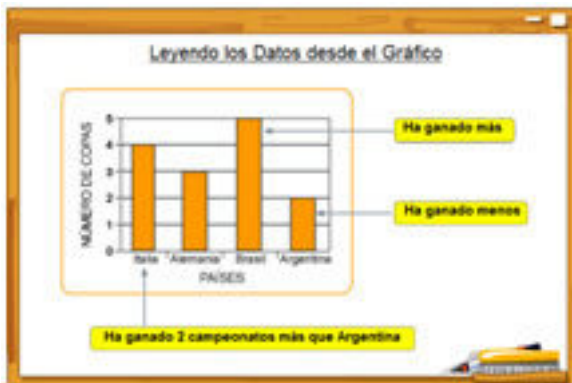 Leyendo los Datos desde el Gráfico
NÚMERO DE COPAS
5
4
3
2
1
0
Italia "Alemania" Brasil "Argentina
PAÍSES
Ha ganado más
Ha ganado menos
Ha ganado 2 campeonatos más que Argentina